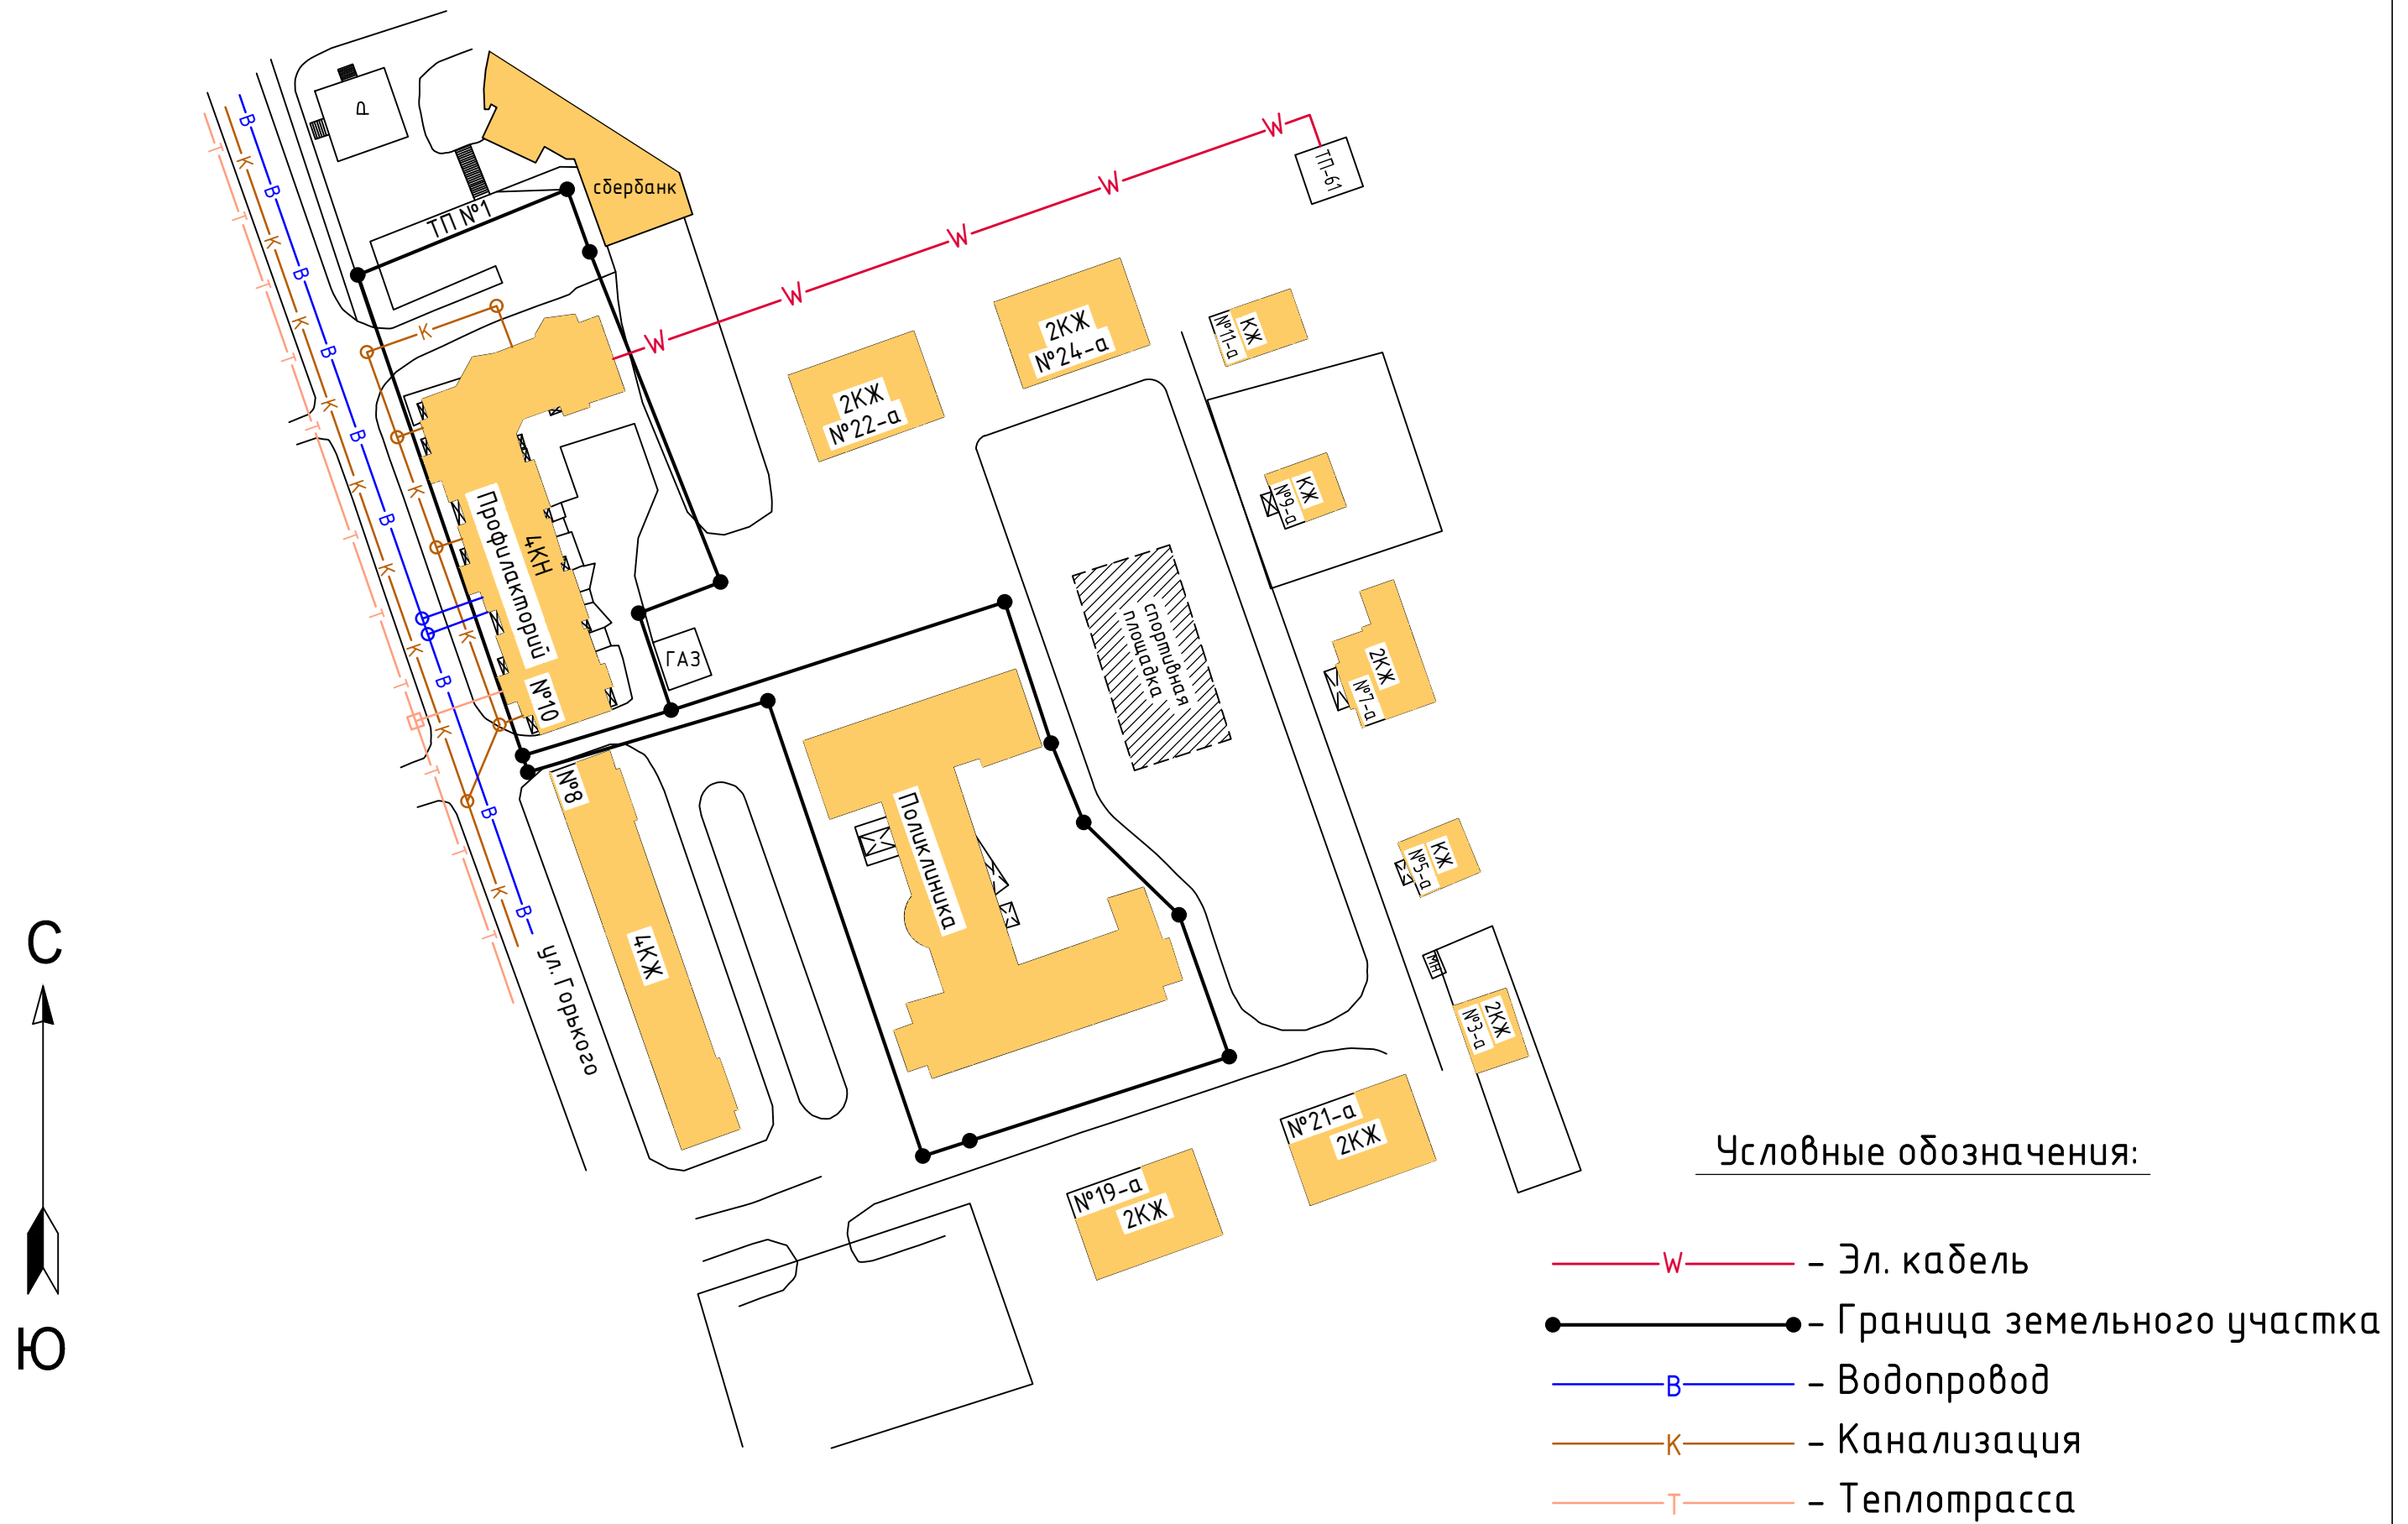 Р
сбербанк
ТП №1
ТП-61
W
W
W
W
W
В
В
В
В
В
В
В
В
В
К
К
К
К
К
К
К
К
К
К
К
К
Т
Т
Т
Т
Т
Т
Т
Т
Т
Т
Т
2КЖ
№24-а
КЖ
№11-а
2КЖ
№22-а
КЖ
№9-а
Профилакторий
4КН
№10
ГАЗ
спортивная
площадка
2КЖ
№7-а
№8
4КЖ
Поликлиника
КЖ
№5-а
МН
2КЖ
№3-а
ул. Горького
№21-а
2КЖ
№19-а
2КЖ
С
Ю
Условные обозначения:
W – Эл. кабель
– Граница земельного участка
В – Водопровод
К – Канализация
Т – Теплотрасса